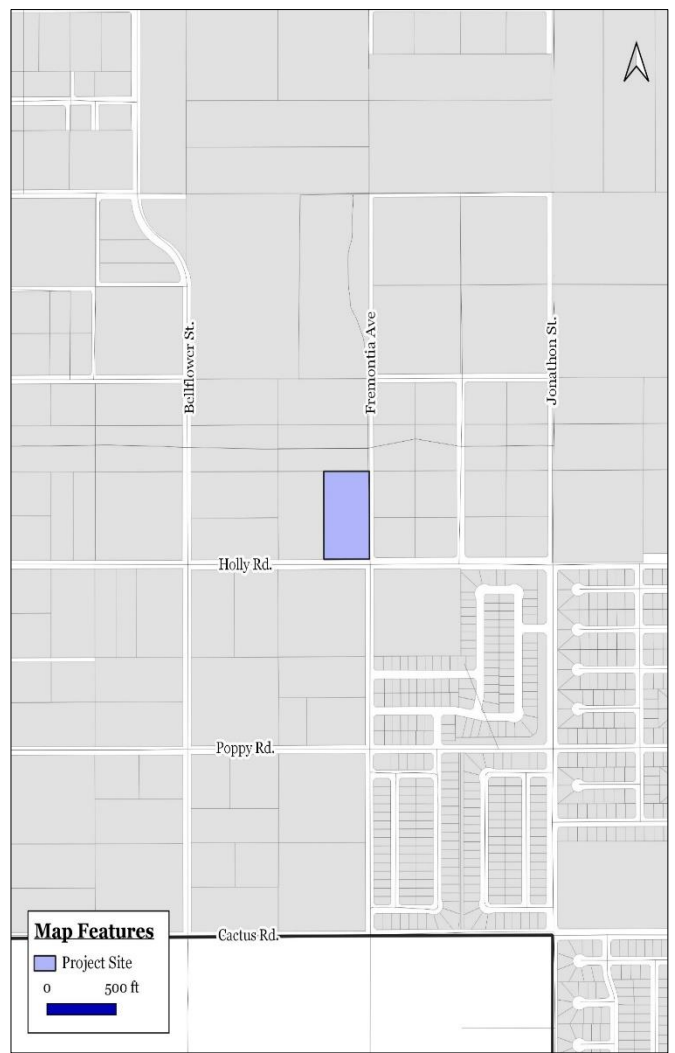 Bellflower St.
Fremontia Ave
Jonathon St.
Holly Rd.
Poppy Rd.
Cactus Rd.
Map Features
Project Site
0 500 ft